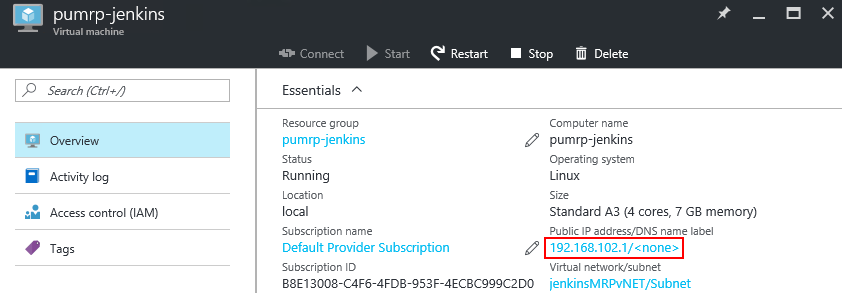 pumrp-jenkins
Virtual machine
Connect Start Restart Stop Delete
Search (Ctrl+/)
Overview
Activity log
Access control (IAM)
Tags
Essentials
Resource group
pumrp-jenkins
Status
Running
Location
local
Subscription name
Default Provider Subscription
Subscription ID
B8E13008-C4F6-4FDB-953F-4ECBC999C2D0
Computer name
pumrp-jenkins
Operating system
Linux
Size
Standard A3 (4 cores, 7 GB memory)
Public IP address/DNS name label
192.168.102.1/<none>
Virtual network/subnet
jenkinsMRPvNET/Subnet